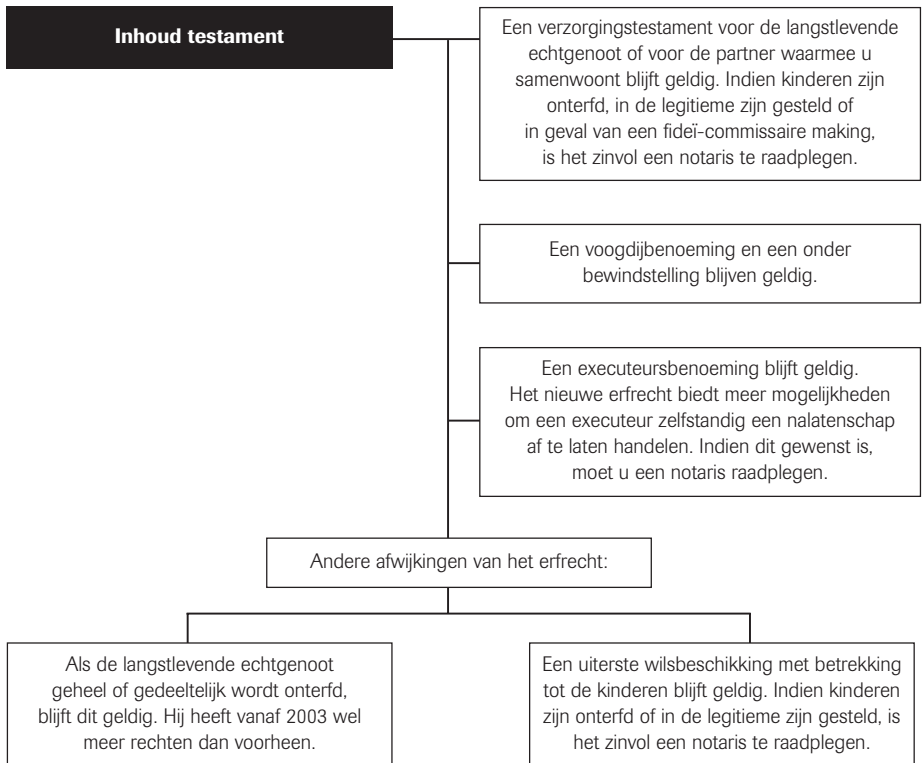 Inhoud testament
Een verzorgingstestament voor de langstlevende
echtgenoot of voor de partner waarmee u
samenwoont blijft geldig. Indien kinderen zijn
onterfd, in de legitieme zijn gesteld of
in geval van een fideï-commissaire making,
is het zinvol een notaris te raadplegen.
Een voogdijbenoeming en een onder
bewindstelling blijven geldig.
Een executeursbenoeming blijft geldig.
Het nieuwe erfrecht biedt meer mogelijkheden
om een executeur zelfstandig een nalatenschap
af te laten handelen. Indien dit gewenst is,
moet u een notaris raadplegen.
Andere afwijkingen van het erfrecht:
Als de langstlevende echtgenoot
geheel of gedeeltelijk wordt onterfd,
blijft dit geldig. Hij heeft vanaf 2003 wel
meer rechten dan voorheen.
Een uiterste wilsbeschikking met betrekking
tot de kinderen blijft geldig. Indien kinderen
zijn onterfd of in de legitieme zijn gesteld, is
het zinvol een notaris te raadplegen.